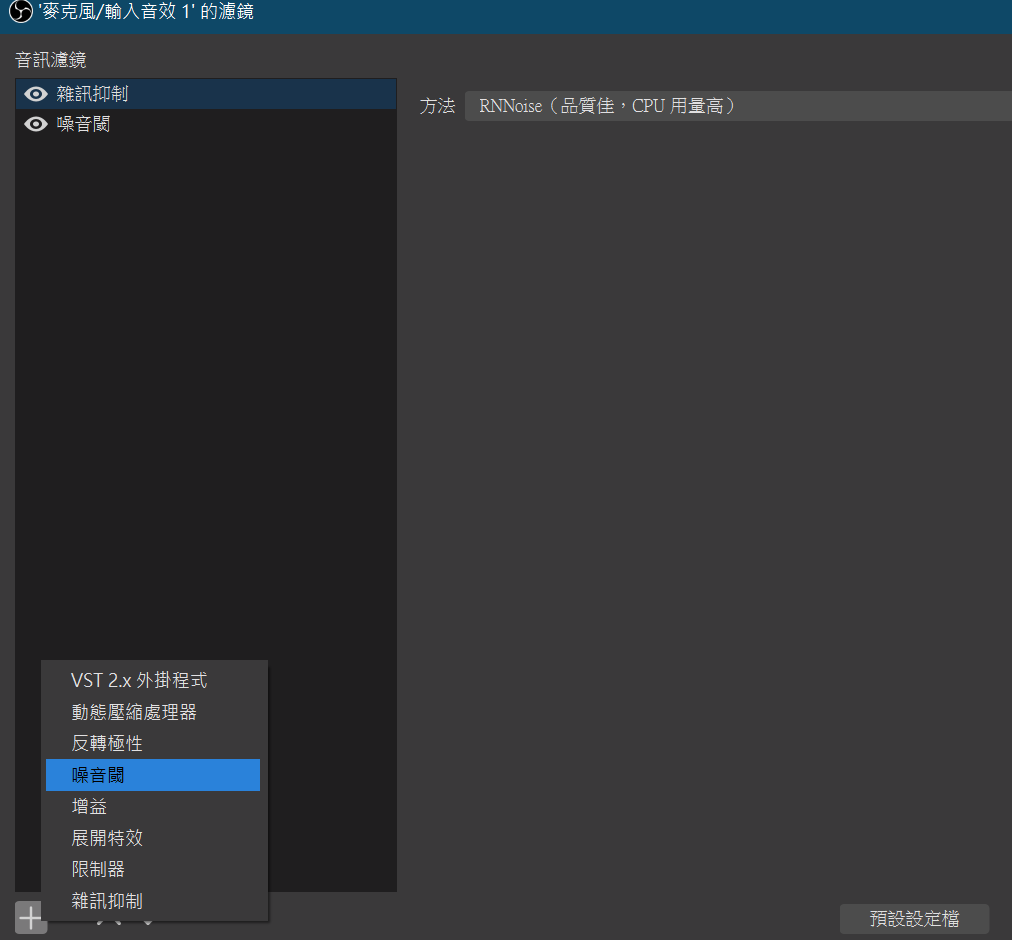 '麥克風/輸入音效 1' 的濾鏡
音訊濾鏡
雜訊抑制
噪音閾
方法 RNNoise（品質佳，CPU 用量高）
VST 2.x 外掛程式
動態壓縮處理器
反轉極性
噪音閾
增益
展開特效
限制器
雜訊抑制
預設設定檔